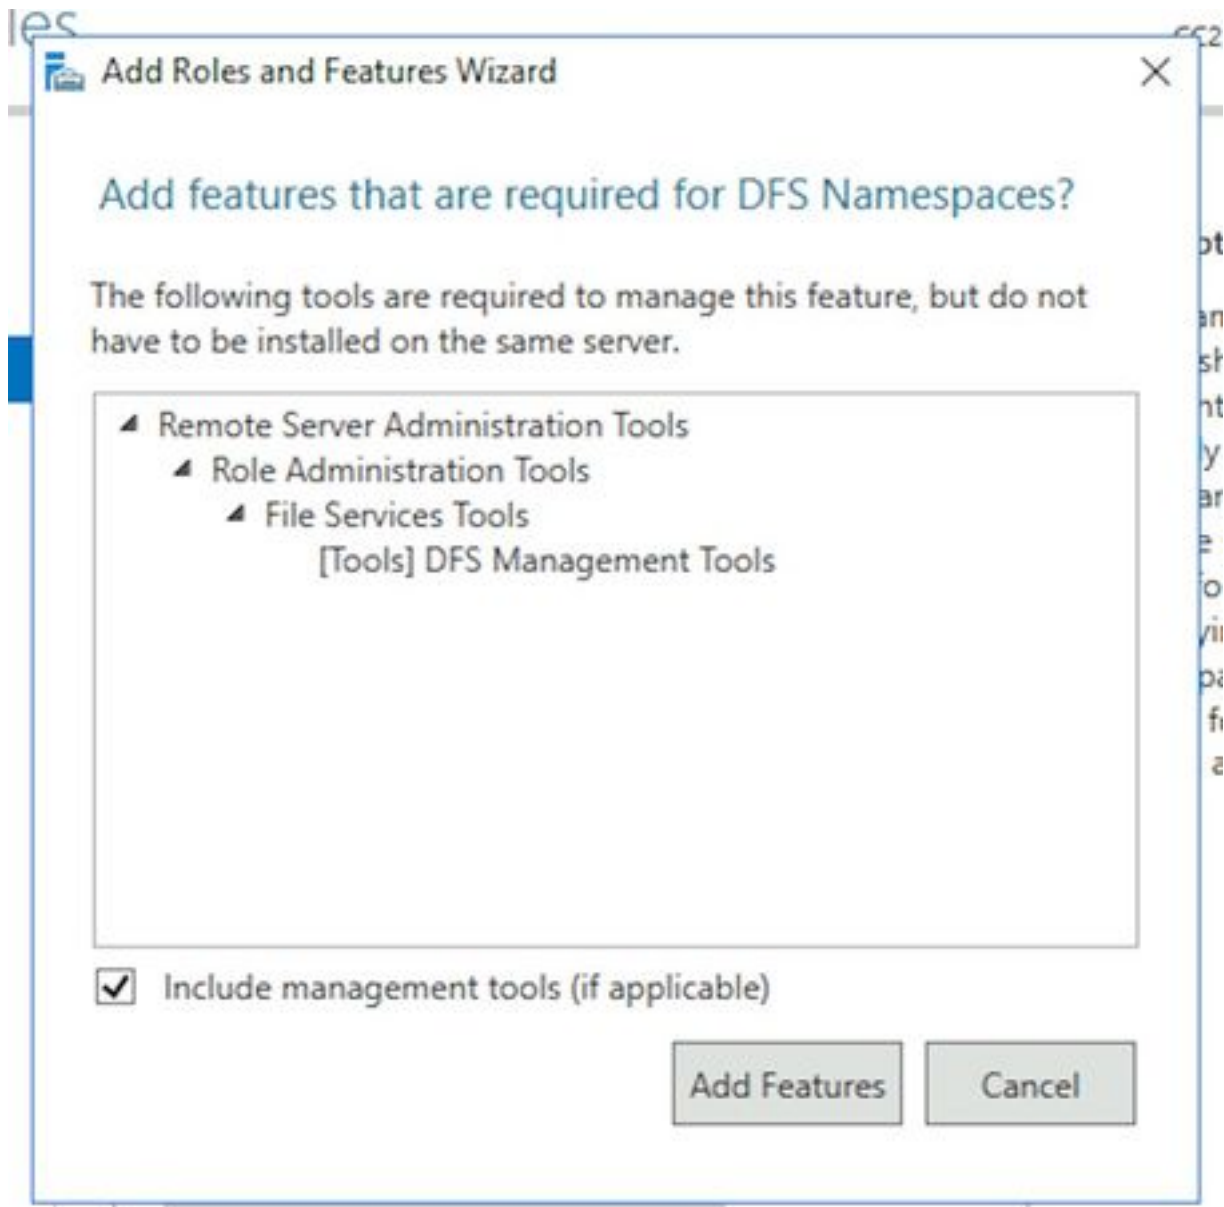 Add Roles and Features Wizard
Add features that are required for DFS Namespaces?
The following tools are required to manage this feature, but do not
have to be installed on the same server.
Remote Server Administration Tools
Role Administration Tools
File Services Tools
[Tools] DFS Management Tools
Include management tools (if applicable)
Add Features
Cancel